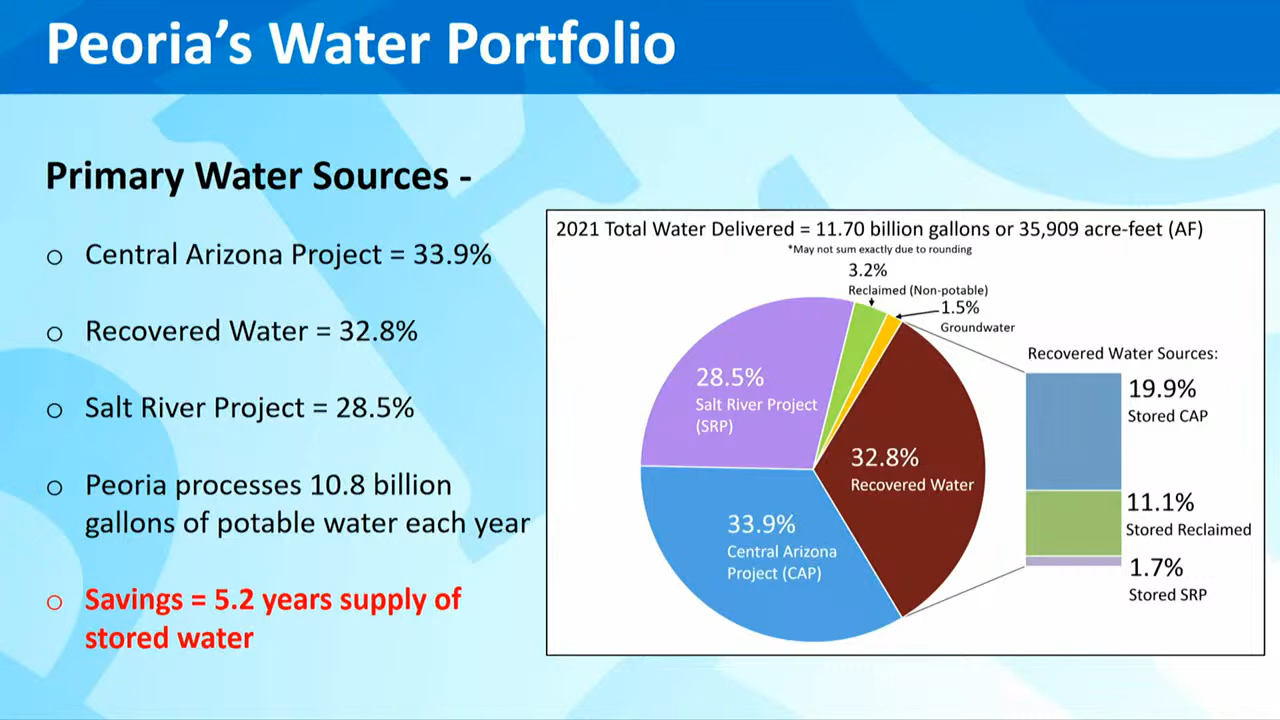 Peoria's Water Portfolio
Primary Water Sources -
o Central Arizona Project = 33.9%
o Recovered Water = 32.8%
o Salt River Project = 28.5%
o Peoria processes 10.8 billion
gallons of potable water each year
o Savings = 5.2 years supply of
stored water
2021 Total Water Delivered = 11.70 billion gallons or 35,909 acre-feet (AF)
*May not sum exactly due to rounding
3.2%
Reclaimed (Non-potable)
1.5%
Groundwater
28.5%
Salt River Project
(SRP)
32.8%
Recovered Water
33.9%
Central Arizona
Project (CAP)
Recovered Water Sources:
19.9%
Stored CAP
11.1%
Stored Reclaimed
1.7%
Stored SRP